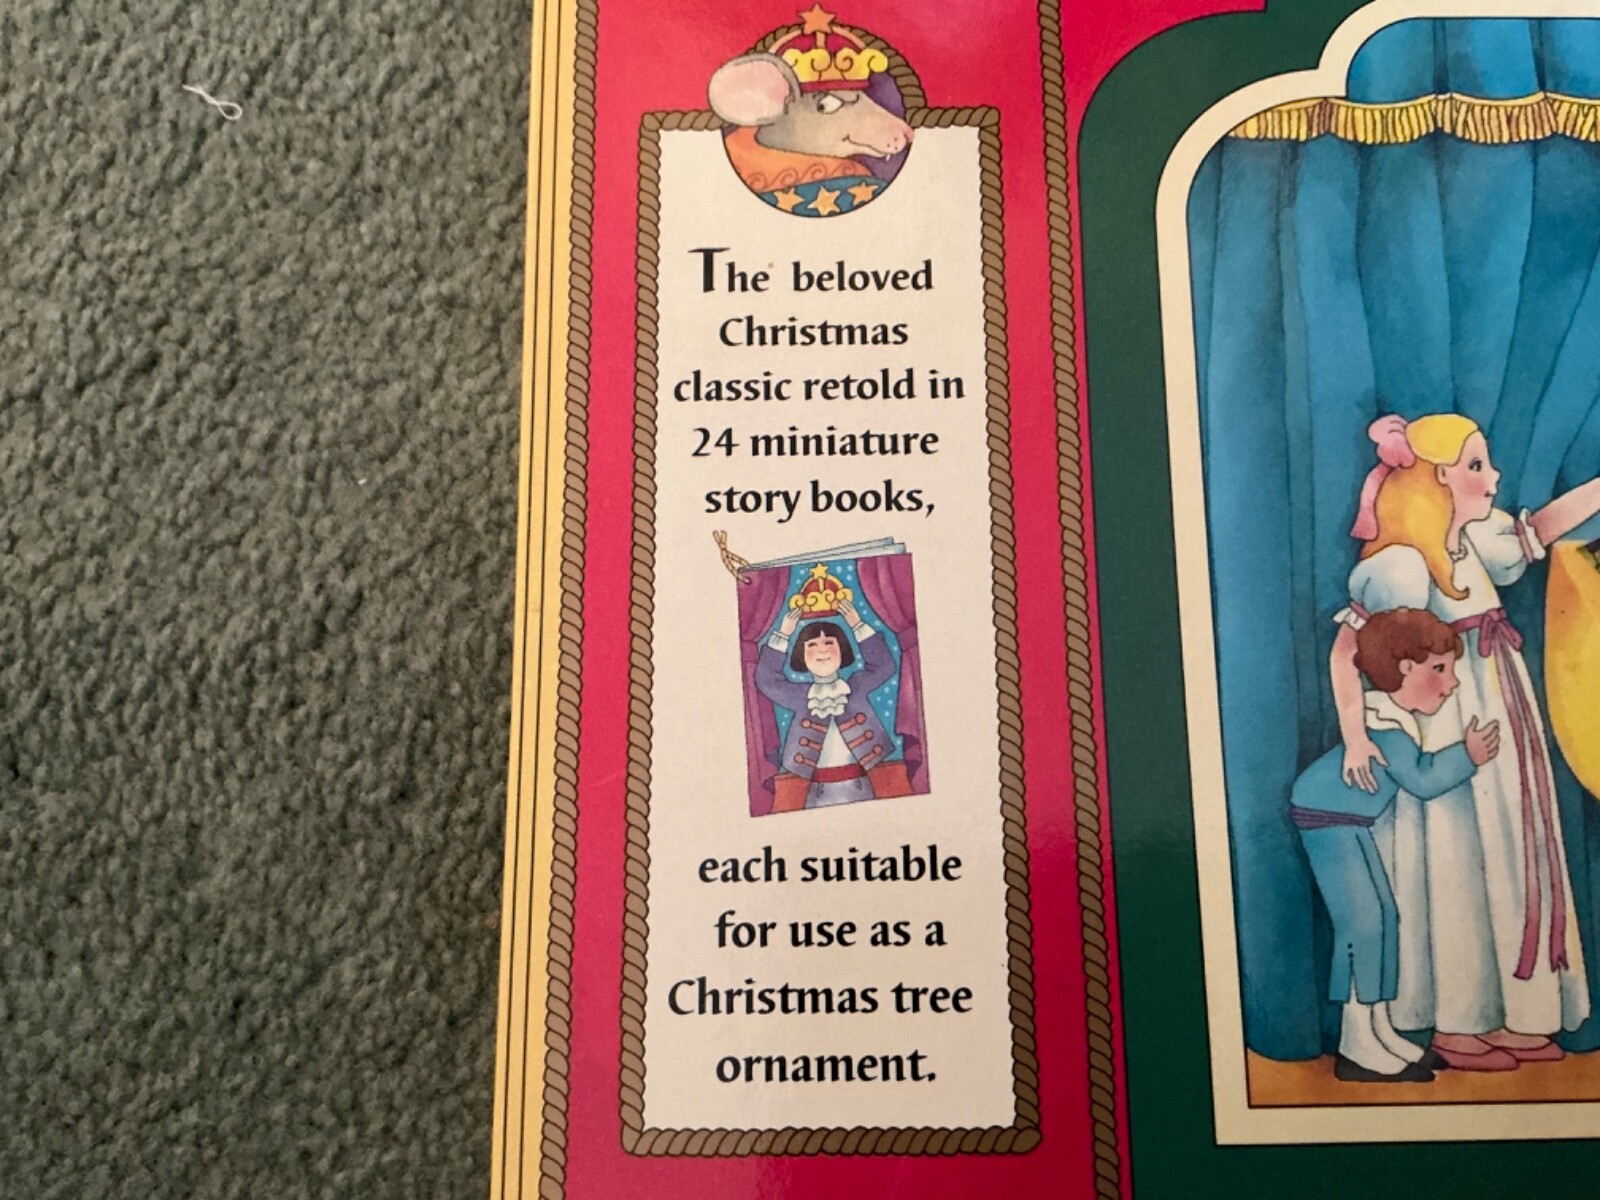 The beloved
Christmas
classic retold in
24 miniature
story books,
each suitable
for use as a
Christmas tree
ornament.